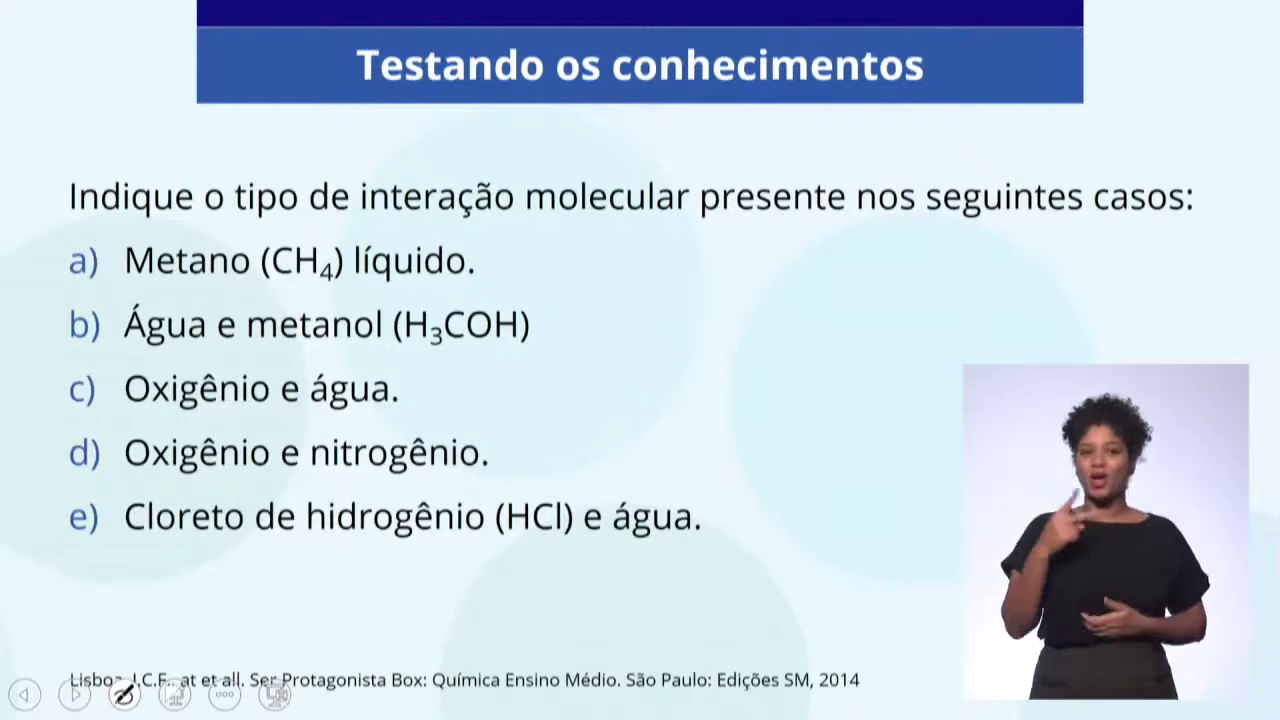 Testando os conhecimentos
Indique o tipo de interação molecular presente nos seguintes casos:
a) Metano (CH₄) líquido.
b) Água e metanol (H₃COH)
c) Oxigênio e água.
d) Oxigênio e nitrogênio.
e) Cloreto de hidrogênio (HCl) e água.
Lisboa, J.C.F.. at et all. Ser Protagonista Box: Química Ensino Médio. São Paulo: Edições SM, 2014